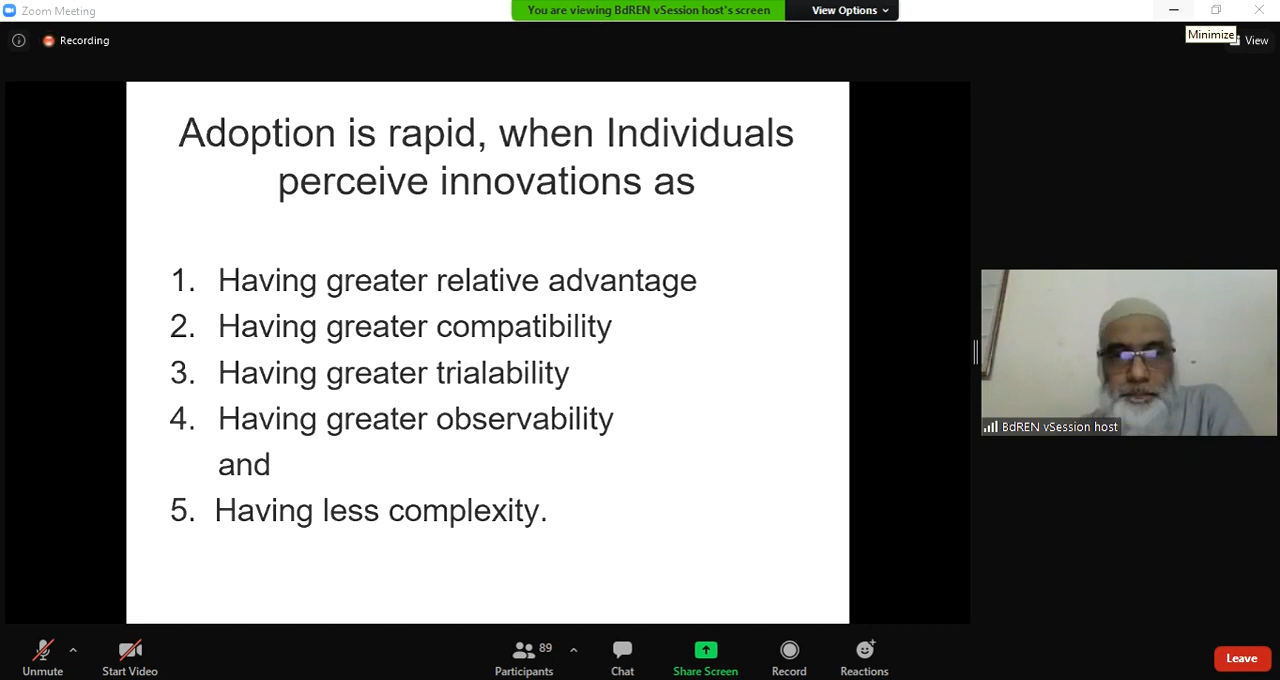 Zoom Meeting
You are viewing BdREN vSession host's screen
View Options
Minimize
Recording
View
Adoption is rapid, when Individuals
perceive innovations as
1. Having greater relative advantage
2. Having greater compatibility
3. Having greater trialability
4. Having greater observability
and
5. Having less complexity.
BdREN vSession host
Unmute
Start Video
Participants
89
Chat
Share Screen
Record
Reactions
Leave